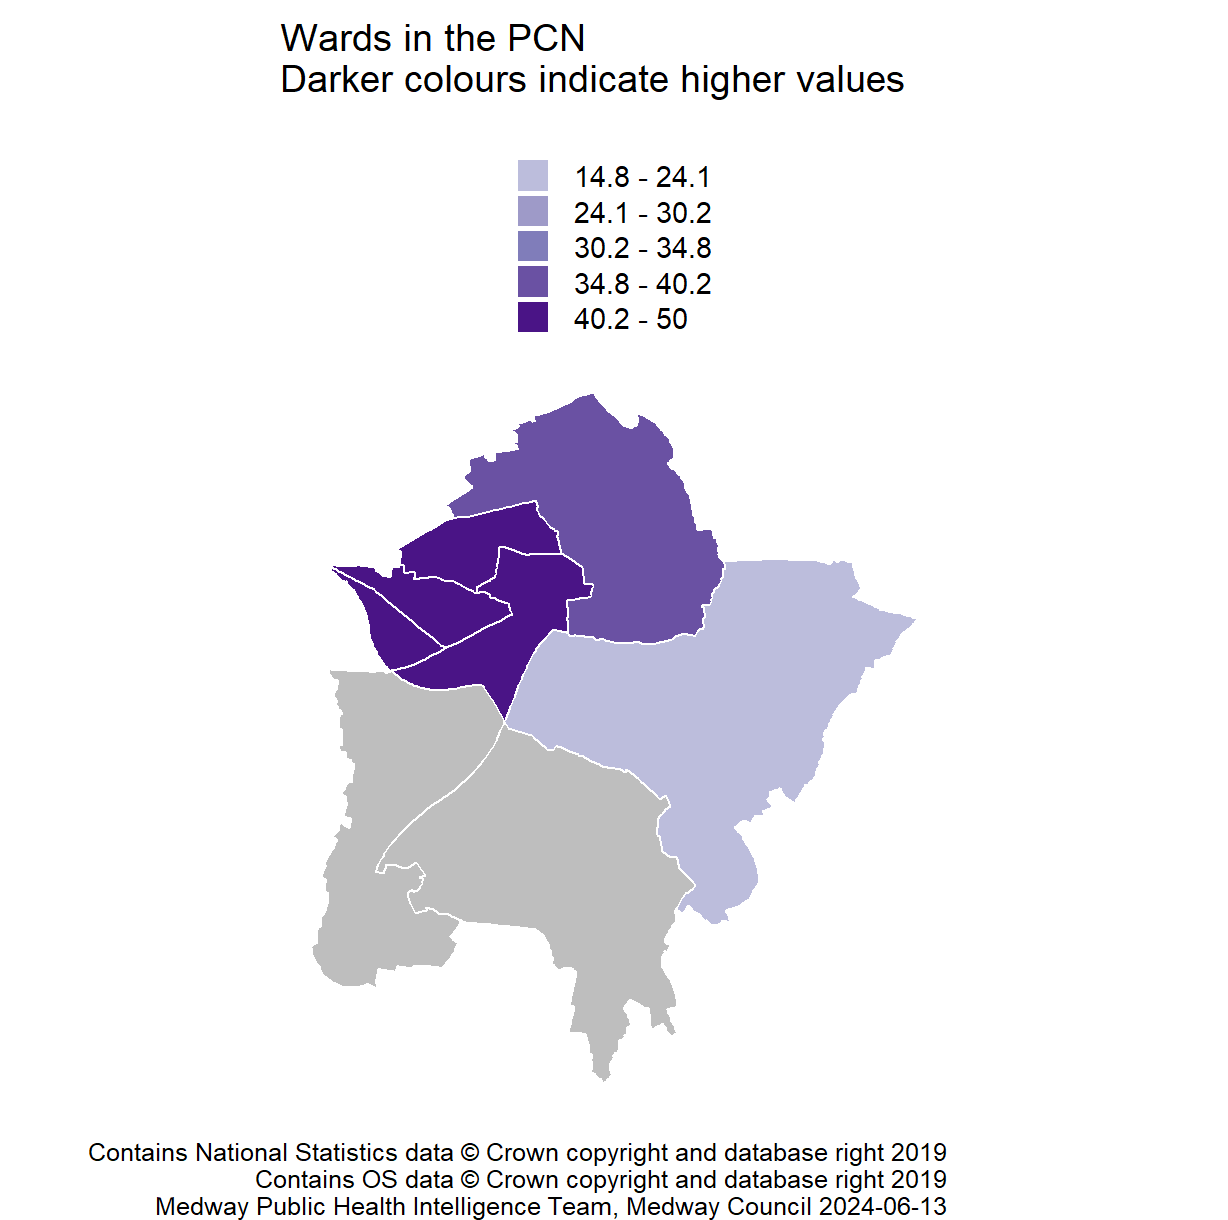 Wards in the PCN
Darker colours indicate higher values
14.8 - 24.1
24.1 - 30.2
30.2 - 34.8
34.8 - 40.2
40.2 - 50
Contains National Statistics data © Crown copyright and database right 2019
Contains OS data © Crown copyright and database right 2019
Medway Public Health Intelligence Team, Medway Council 2024-06-13